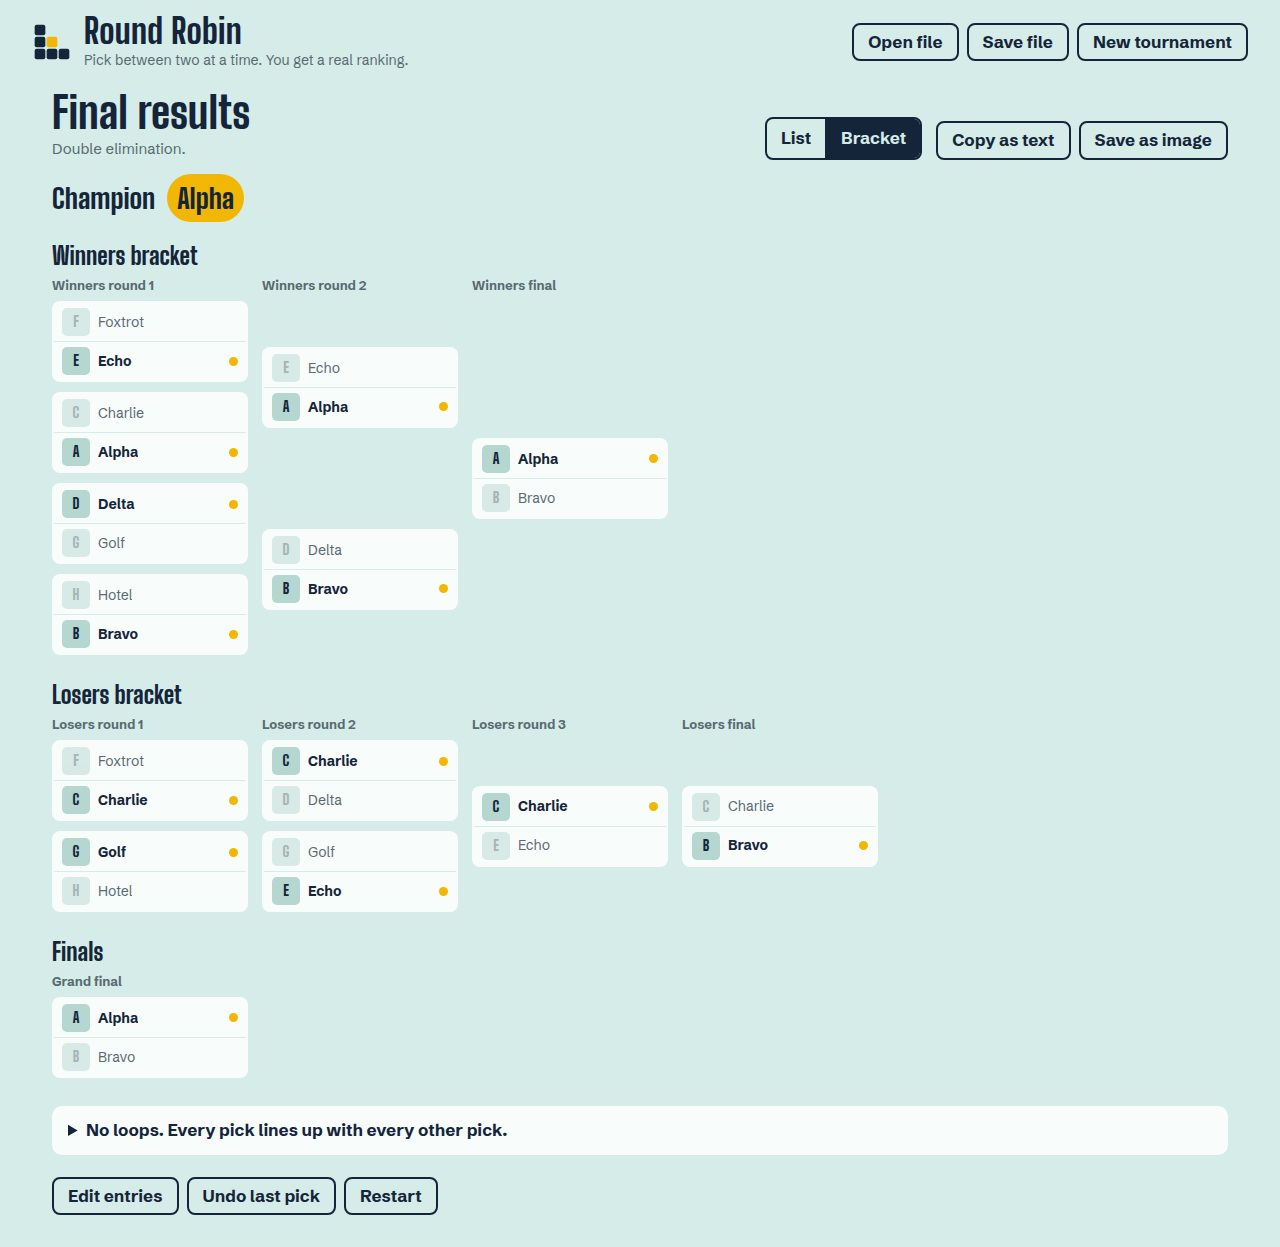 Round Robin
Pick between two at a time. You get a real ranking.
Open file
Save file
New tournament
Final results
Double elimination.
List
Bracket
Copy as text
Save as image
Champion Alpha
Winners bracket
Winners round 1
Winners round 2
Winners final
F Foxtrot
E Echo
C Charlie
A Alpha
D Delta
G Golf
H Hotel
B Bravo
E Echo
A Alpha
D Delta
B Bravo
A Alpha
B Bravo
Losers bracket
Losers round 1
Losers round 2
Losers round 3
Losers final
F Foxtrot
C Charlie
G Golf
H Hotel
C Charlie
D Delta
G Golf
E Echo
C Charlie
E Echo
C Charlie
B Bravo
Finals
Grand final
A Alpha
B Bravo
No loops. Every pick lines up with every other pick.
Edit entries
Undo last pick
Restart